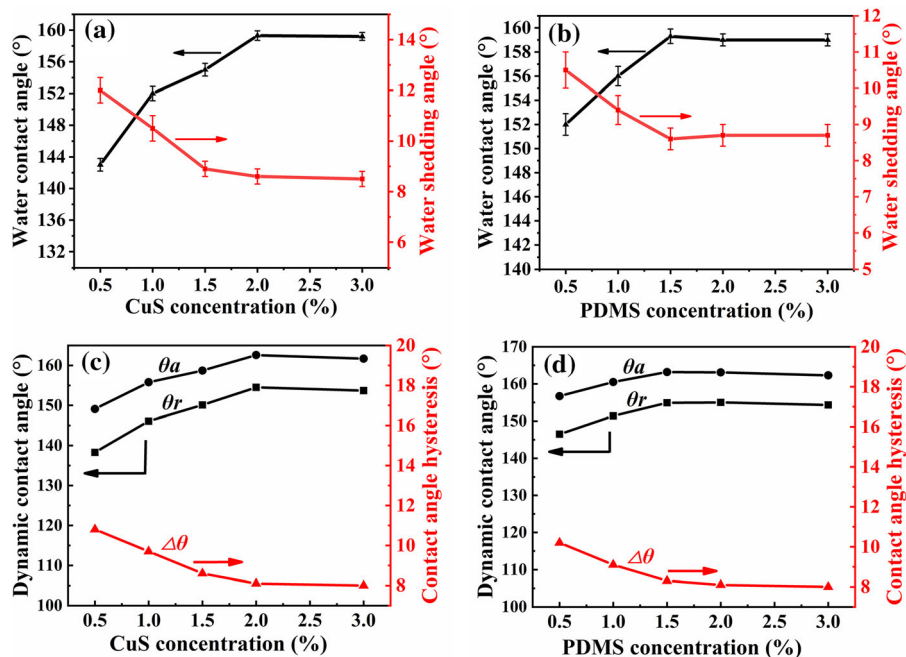 (a)
Water contact angle (°)
160
154
148
142
136
132
14
12
10
8
6
Water shedding angle (°)
0.5 1.0 1.5 2.0 2.5 3.0
CuS concentration (%)
(b)
Water contact angle (°)
160
158
156
154
152
150
148
146
144
142
140
12
11
10
9
8
7
6
5
Water shedding angle (°)
0.5 1.0 1.5 2.0 2.5 3.0
PDMS concentration (%)
(c)
Dynamic contact angle (°)
160
150
140
130
120
110
100
θa
θr
Δθ
20
18
16
14
12
10
8
Contact angle hysteresis (°)
0.5 1.0 1.5 2.0 2.5 3.0
CuS concentration (%)
(d)
Dynamic contact angle (°)
170
160
150
140
130
120
110
100
θa
θr
Δθ
20
18
16
14
12
10
8
Contact angle hysteresis (°)
0.5 1.0 1.5 2.0 2.5 3.0
PDMS concentration (%)